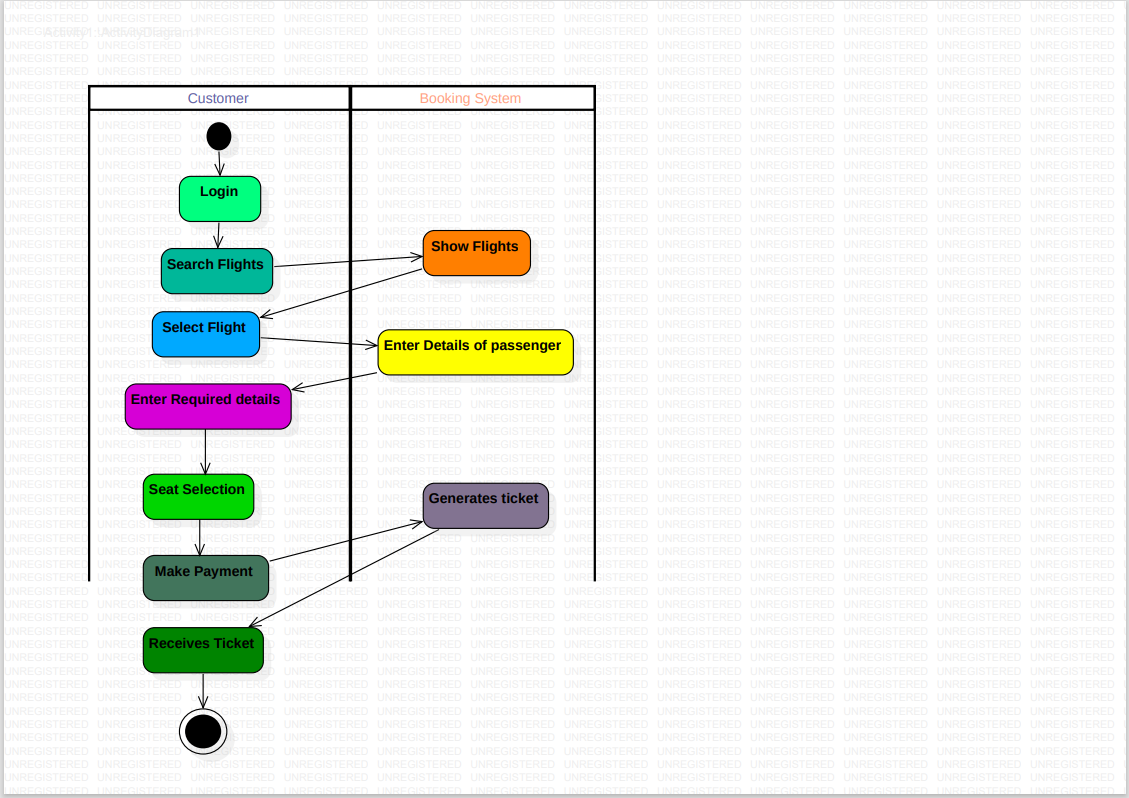 Activity1::ActivityDiagram1
Customer
Booking System
Login
Show Flights
Search Flights
Select Flight
Enter Details of passenger
Enter Required details
Seat Selection
Generates ticket
Make Payment
Receives Ticket
UNREGISTERED